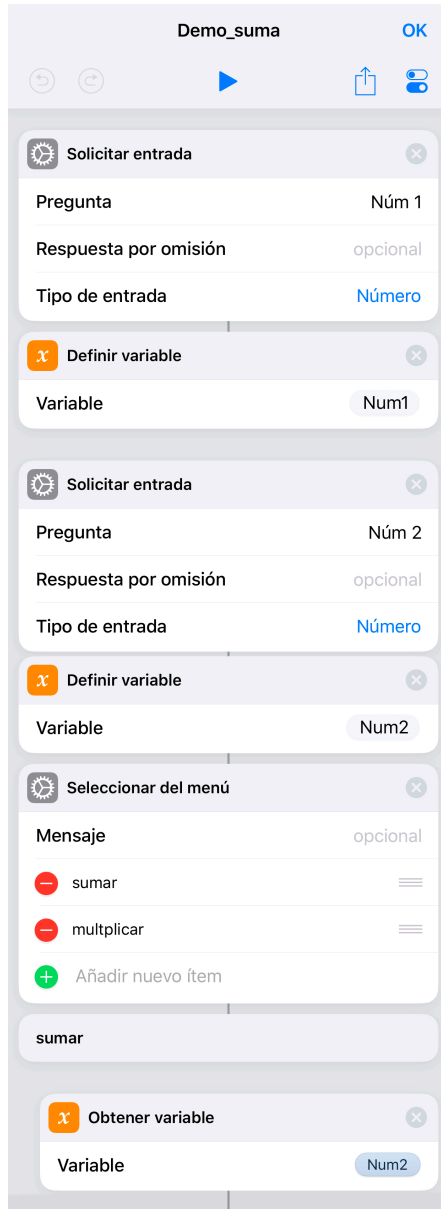 Demo_suma OK
Solicitar entrada
Pregunta Núm 1
Respuesta por omisión opcional
Tipo de entrada Número
x Definir variable
Variable Num1
Solicitar entrada
Pregunta Núm 2
Respuesta por omisión opcional
Tipo de entrada Número
x Definir variable
Variable Num2
Seleccionar del menú
Mensaje opcional
sumar
multplicar
Añadir nuevo ítem
sumar
x Obtener variable
Variable Num2